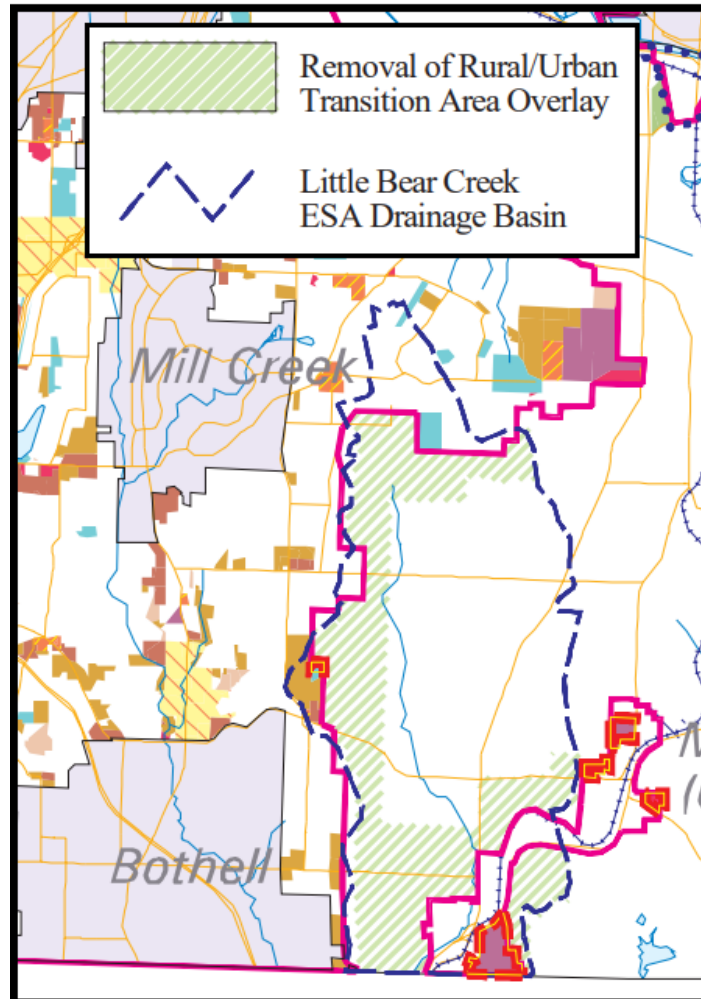 Removal of Rural/Urban
Transition Area Overlay
Little Bear Creek
ESA Drainage Basin
Mill Creek
Bothell